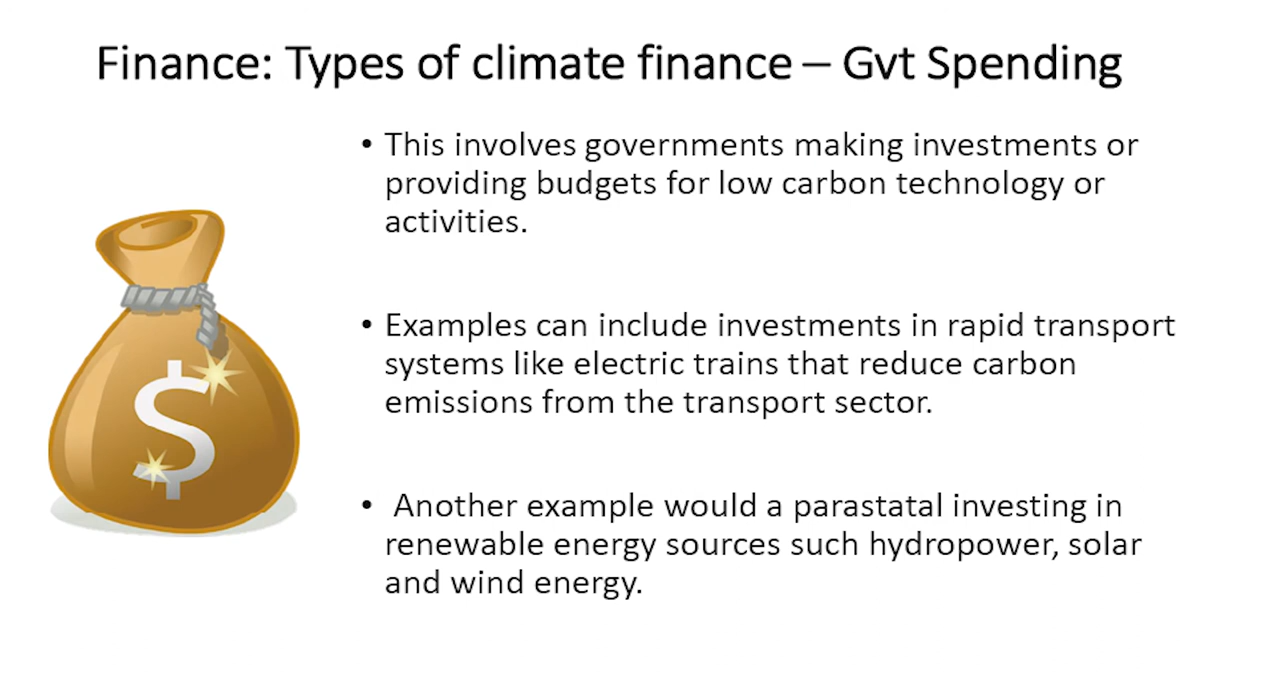 Finance: Types of climate finance – Gvt Spending
• This involves governments making investments or
providing budgets for low carbon technology or
activities.
• Examples can include investments in rapid transport
systems like electric trains that reduce carbon
emissions from the transport sector.
• Another example would a parastatal investing in
renewable energy sources such hydropower, solar
and wind energy.
$